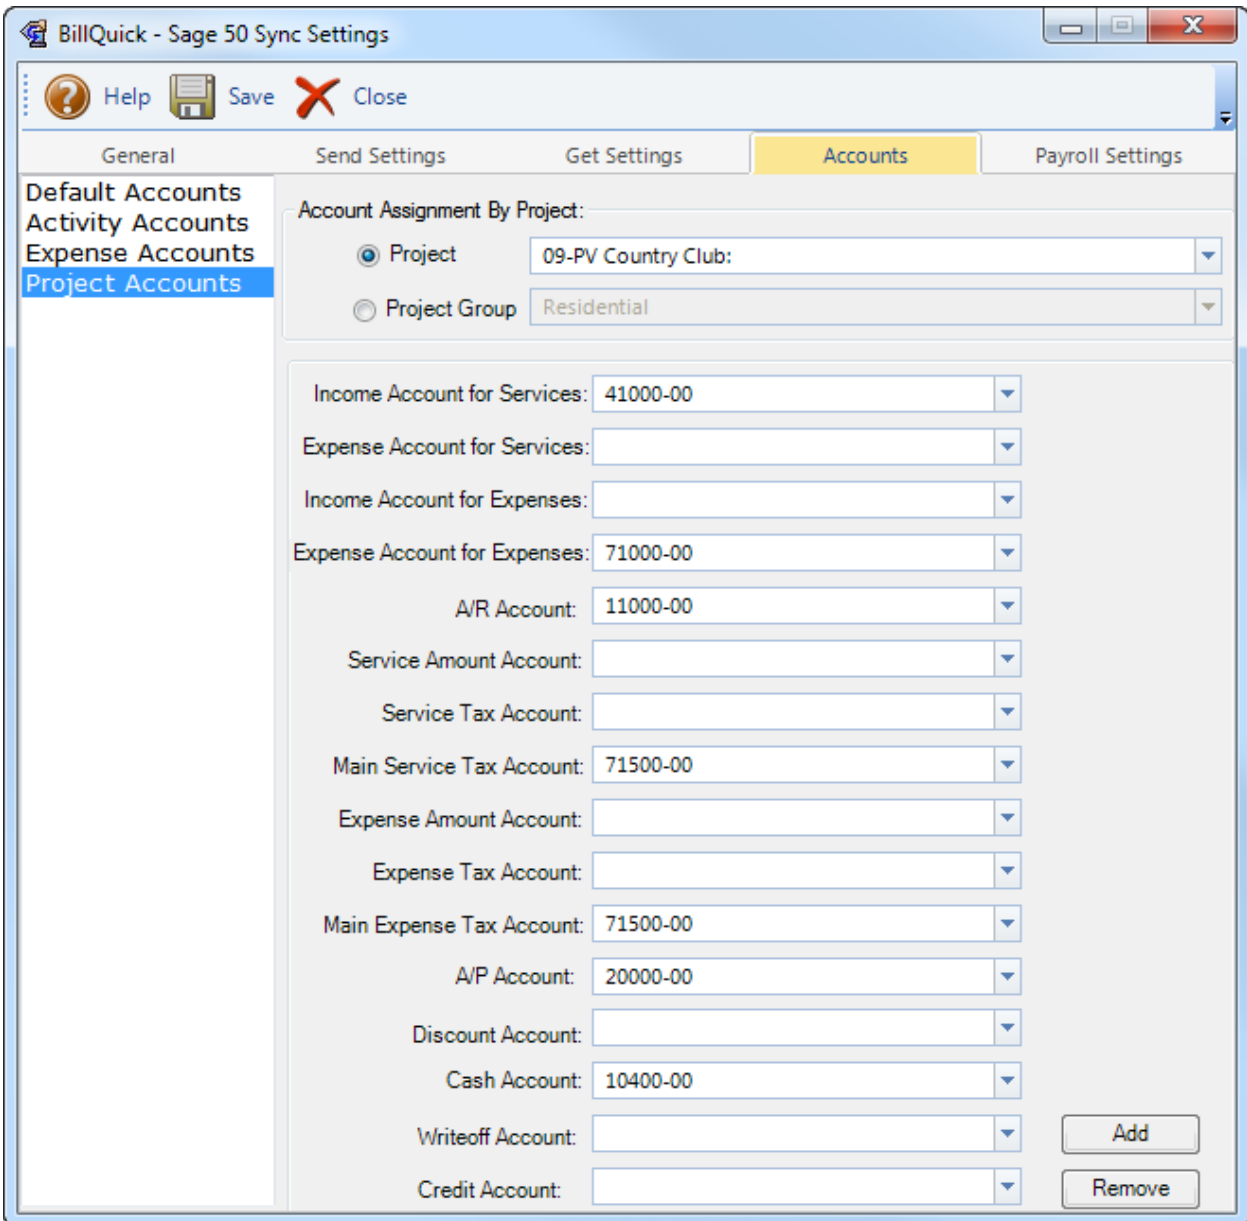 BillQuick - Sage 50 Sync Settings
Help Save Close
General Send Settings Get Settings Accounts Payroll Settings
Default Accounts
Activity Accounts
Expense Accounts
Project Accounts
Account Assignment By Project:
Project 09-PV Country Club:
Project Group Residential
Income Account for Services: 41000-00
Expense Account for Services:
Income Account for Expenses:
Expense Account for Expenses: 71000-00
A/R Account: 11000-00
Service Amount Account:
Service Tax Account:
Main Service Tax Account: 71500-00
Expense Amount Account:
Expense Tax Account:
Main Expense Tax Account: 71500-00
A/P Account: 20000-00
Discount Account:
Cash Account: 10400-00
Writeoff Account: Add
Credit Account: Remove